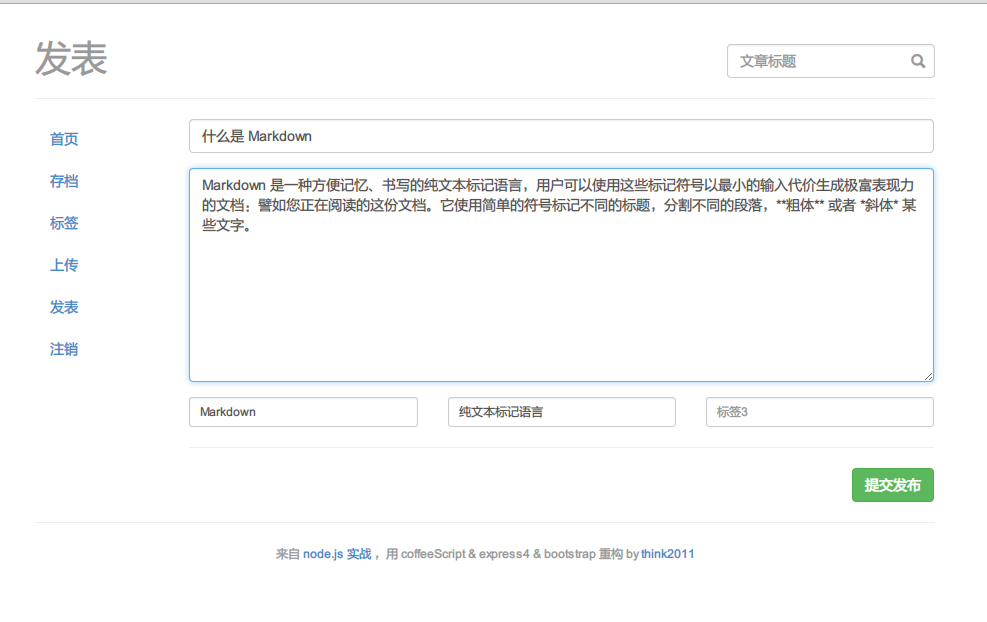 发表
文章标题
首页
存档
标签
上传
发表
注销
什么是 Markdown
Markdown 是一种方便记忆、书写的纯文本标记语言，用户可以使用这些标记符号以最小的输入代价生成极富表现力
的文档：譬如您正在阅读的这份文档。它使用简单的符号标记不同的标题，分割不同的段落，**粗体** 或者 *斜体* 某
些文字。
Markdown
纯文本标记语言
标签3
提交发布
来自 node.js 实战 ，用 coffeeScript & express4 & bootstrap 重构 by think2011